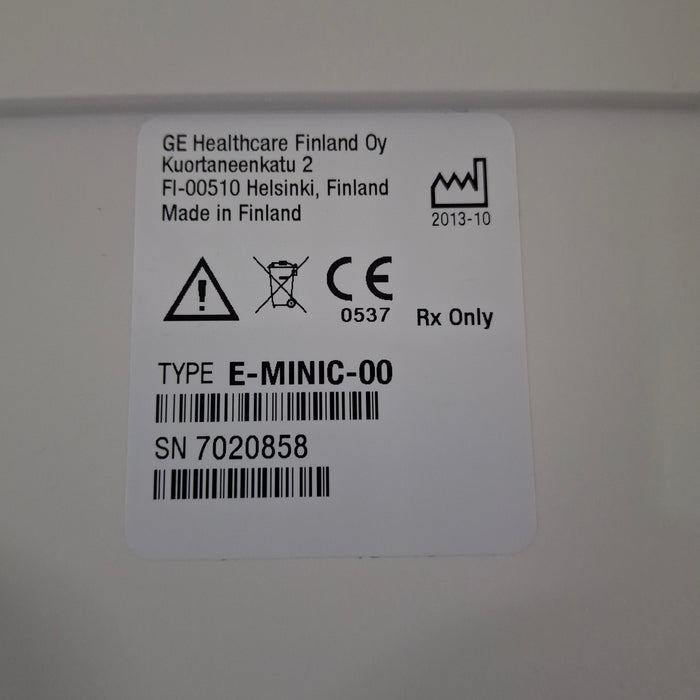 GE Healthcare Finland Oy
Kuortaneenkatu 2
FI-00510 Helsinki, Finland
Made in Finland
2013-10
CE
0537
Rx Only
TYPE E-MINIC-00
SN 7020858